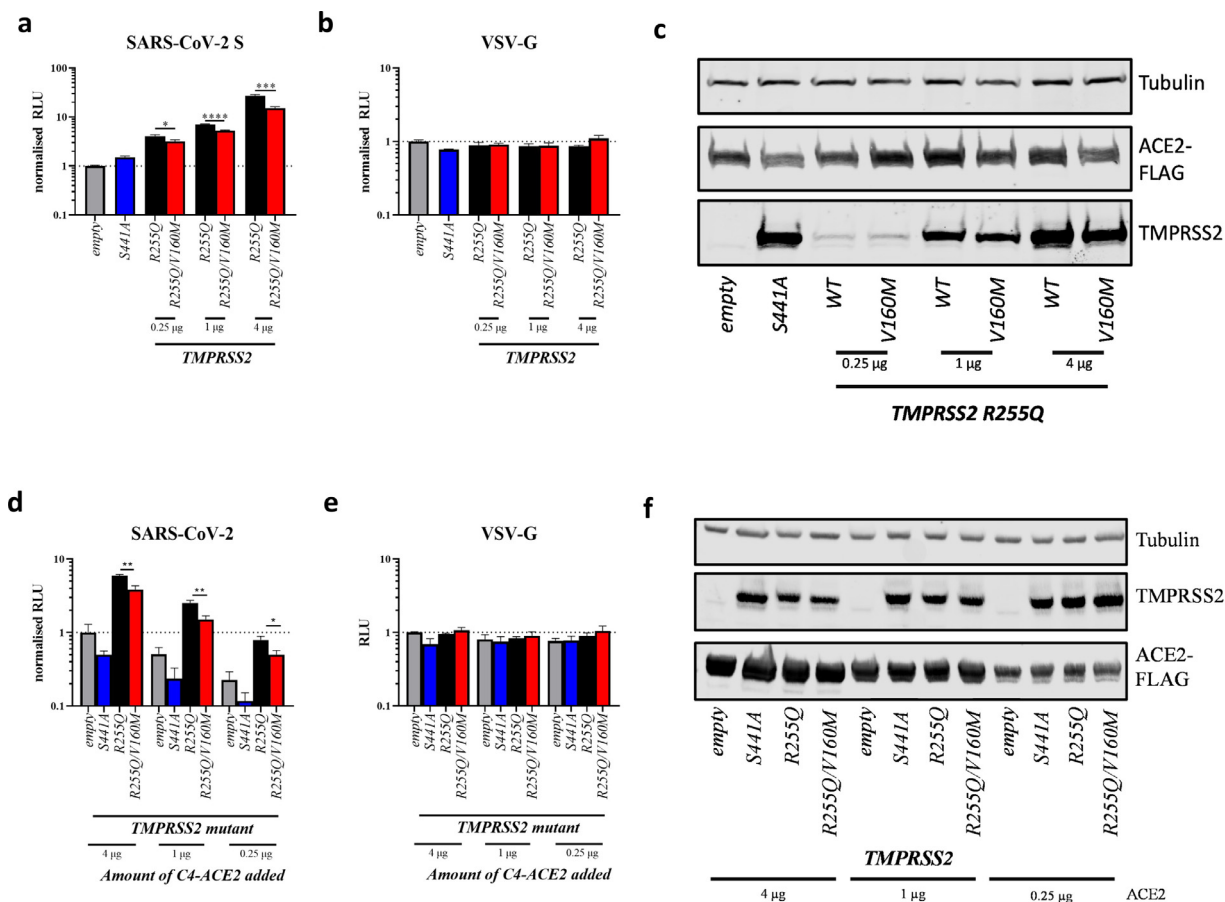 a
SARS-CoV-2 S
normalised RLU
100
10
1
0.1
*
****
***
empty
S441A
R255Q
R255Q/V160M
R255Q
R255Q/V160M
R255Q
R255Q/V160M
0.25 μg
1 μg
4 μg
TMPRSS2
b
VSV-G
normalised RLU
10
1
0.1
empty
S441A
R255Q
R255Q/V160M
R255Q
R255Q/V160M
R255Q
R255Q/V160M
0.25 μg
1 μg
4 μg
TMPRSS2
c
Tubulin
ACE2-
FLAG
TMPRSS2
empty
S441A
WT
V160M
WT
V160M
WT
V160M
0.25 μg
1 μg
4 μg
TMPRSS2 R255Q
d
SARS-CoV-2
normalised RLU
10
1
0.1
**
**
*
empty
S441A
R255Q
R255Q/V160M
empty
S441A
R255Q
R255Q/V160M
empty
S441A
R255Q
R255Q/V160M
TMPRSS2 mutant
4 μg
1 μg
0.25 μg
Amount of C4-ACE2 added
e
VSV-G
RLU
10
1
0.1
empty
S441A
R255Q
R255Q/V160M
empty
S441A
R255Q
R255Q/V160M
empty
S441A
R255Q
R255Q/V160M
TMPRSS2 mutant
4 μg
1 μg
0.25 μg
Amount of C4-ACE2 added
f
Tubulin
TMPRSS2
ACE2-
FLAG
empty
S441A
R255Q
R255Q/V160M
empty
S441A
R255Q
R255Q/V160M
empty
S441A
R255Q
R255Q/V160M
TMPRSS2
4 μg
1 μg
0.25 μg
ACE2